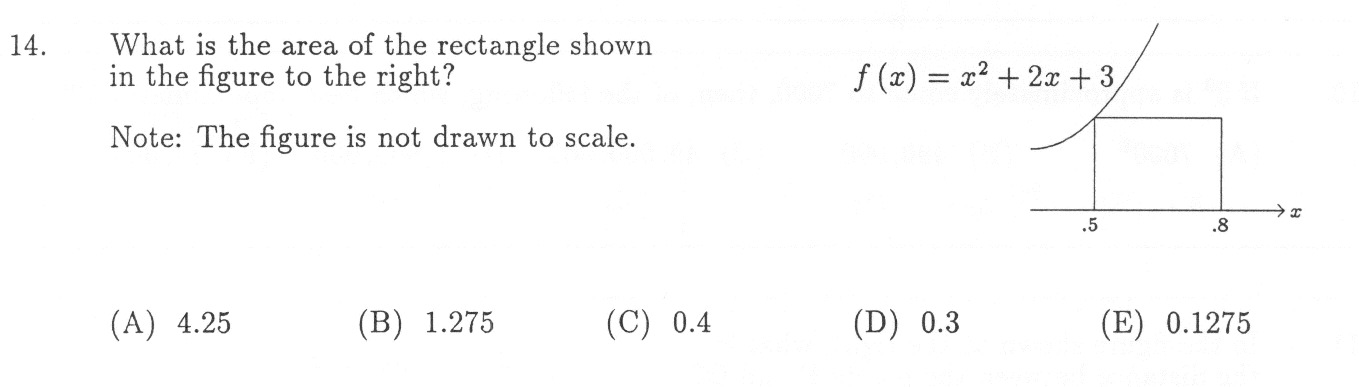 14. What is the area of the rectangle shown
in the figure to the right?
Note: The figure is not drawn to scale.
f (x) = x² + 2x + 3
x
.5 .8
(A) 4.25 (B) 1.275 (C) 0.4 (D) 0.3 (E) 0.1275